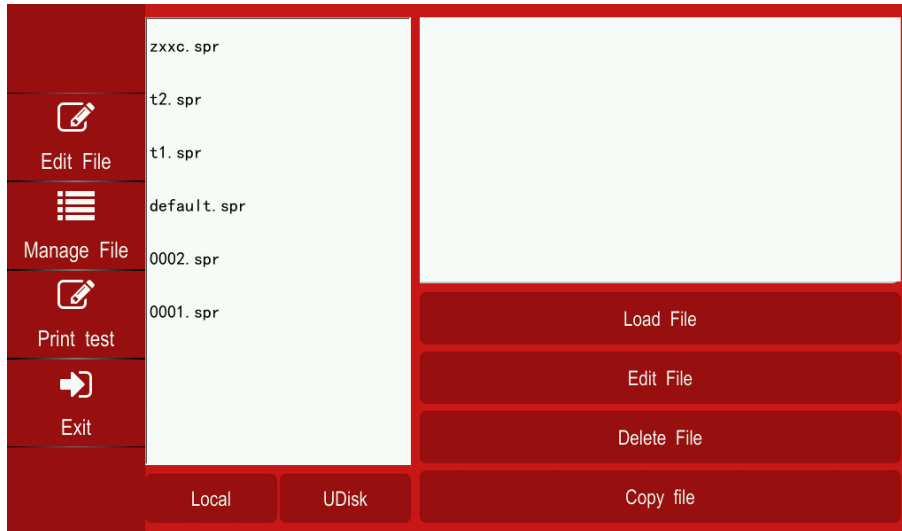 Edit File
Manage File
Print test
Exit
zxxc.spr
t2.spr
t1.spr
default.spr
0002.spr
0001.spr
Local
UDisk
Load File
Edit File
Delete File
Copy file